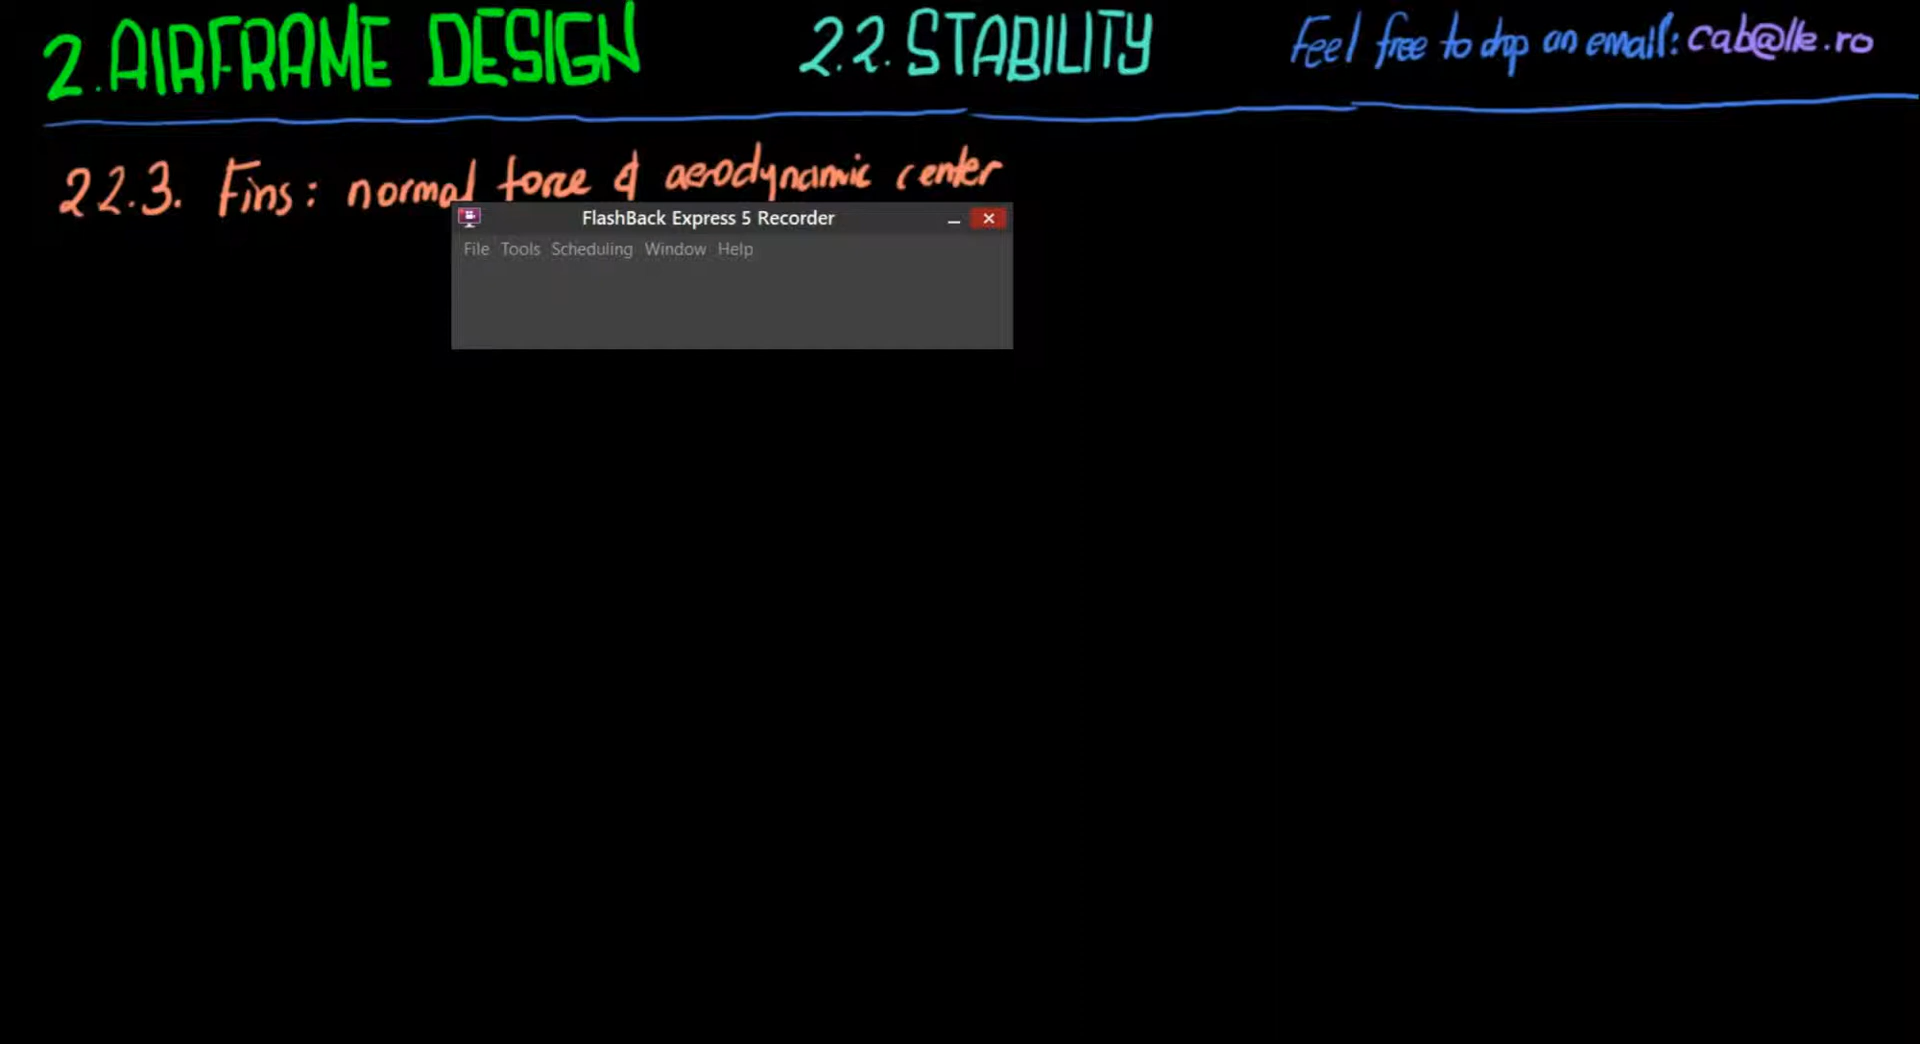 2. AIRFRAME DESIGN 2.2. STABILITY Feel free to drop an email: cab@lke.ro
2.2.3. Fins: normal force & aerodynamic center
FlashBack Express 5 Recorder
File Tools Scheduling Window Help